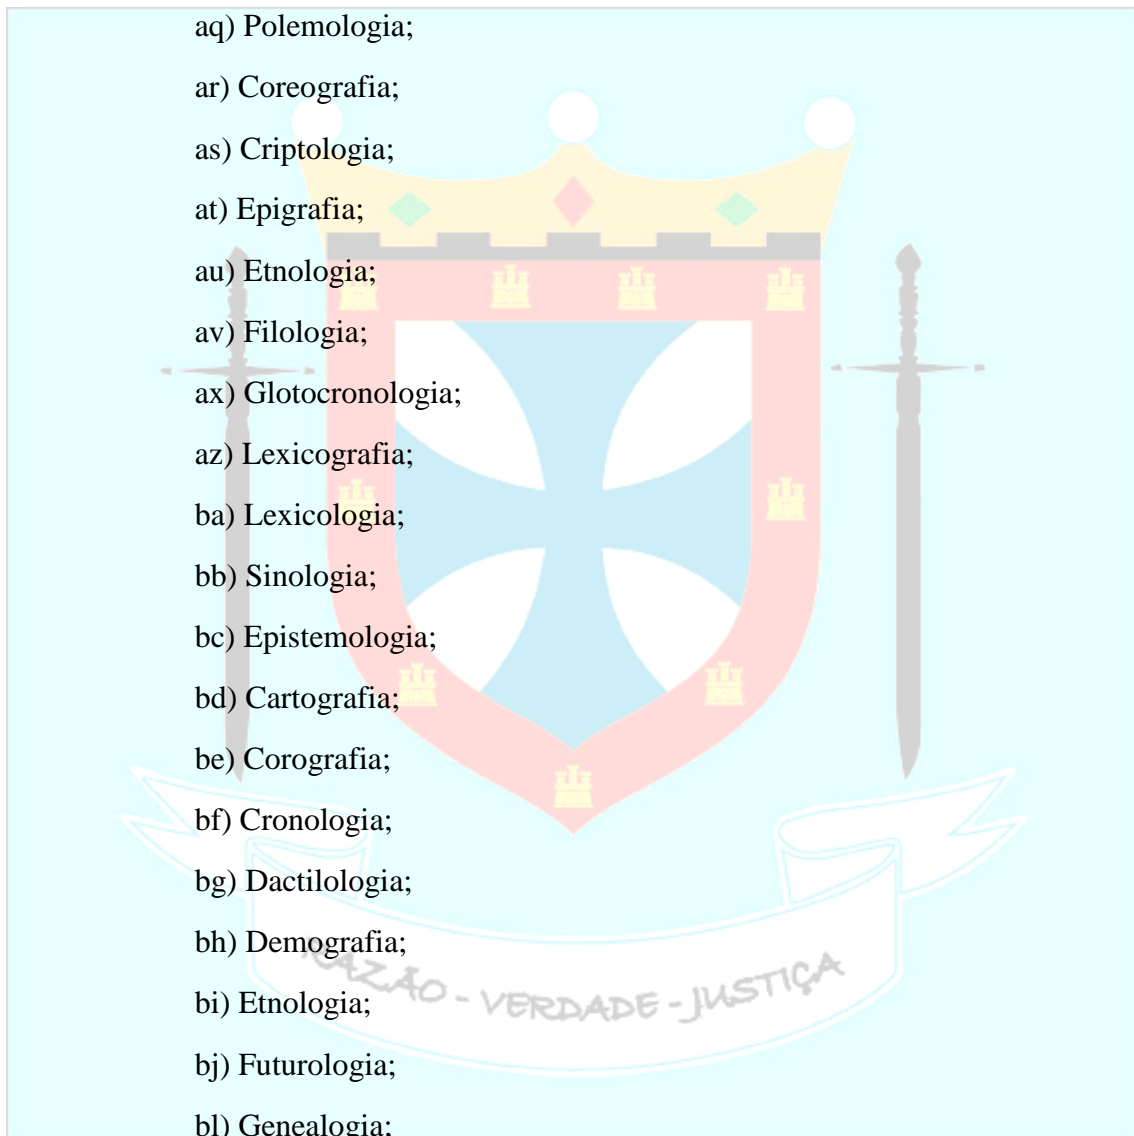 aq) Polemologia;
ar) Coreografia;
as) Criptologia;
at) Epigrafia;
au) Etnologia;
av) Filologia;
ax) Glotocronologia;
az) Lexicografia;
ba) Lexicologia;
bb) Sinologia;
bc) Epistemologia;
bd) Cartografia;
be) Corografia;
bf) Cronologia;
bg) Dactilologia;
bh) Demografia;
RAZÃO - VERDADE - JUSTIÇA
bi) Etnologia;
bj) Futurologia;
bl) Genealogia;